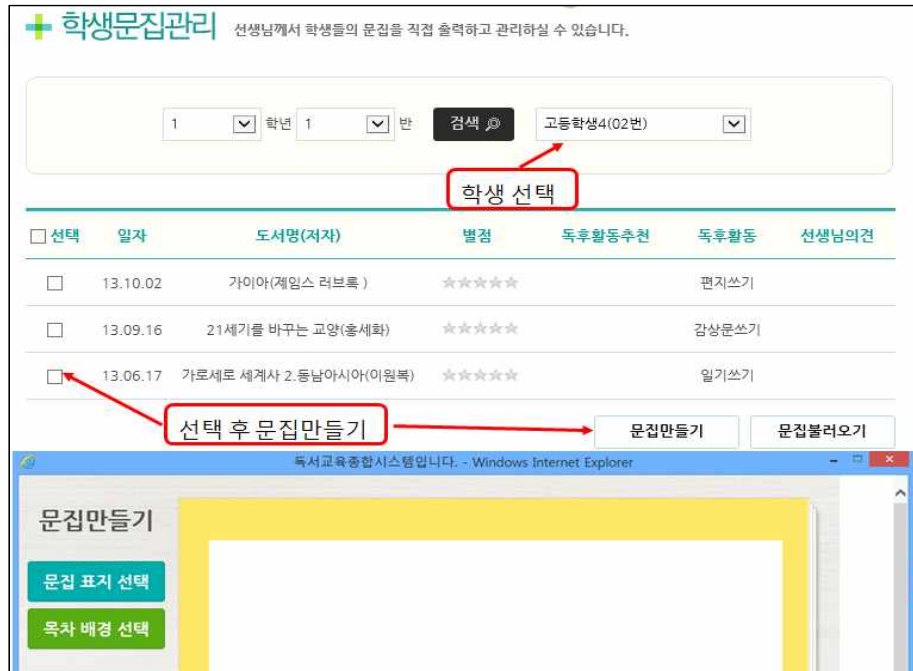 학생문집관리 선생님께서 학생들의 문집을 직접 출력하고 관리하실 수 있습니다.
1 학년 1 반 검색 고등학생4(02번)
학생 선택
선택 일자 도서명(저자) 별점 독후활동추천 독후활동 선생님의견
13.10.02 가이아(제임스 러브록 ) 편지쓰기
13.09.16 21세기를 바꾸는 교양(홍세화) 감상문쓰기
13.06.17 가로세로 세계사 2.동남아시아(이원복) 일기쓰기
선택 후 문집만들기
문집만들기 문집불러오기
독서교육종합시스템입니다. - Windows Internet Explorer
문집만들기
문집 표지 선택
목차 배경 선택